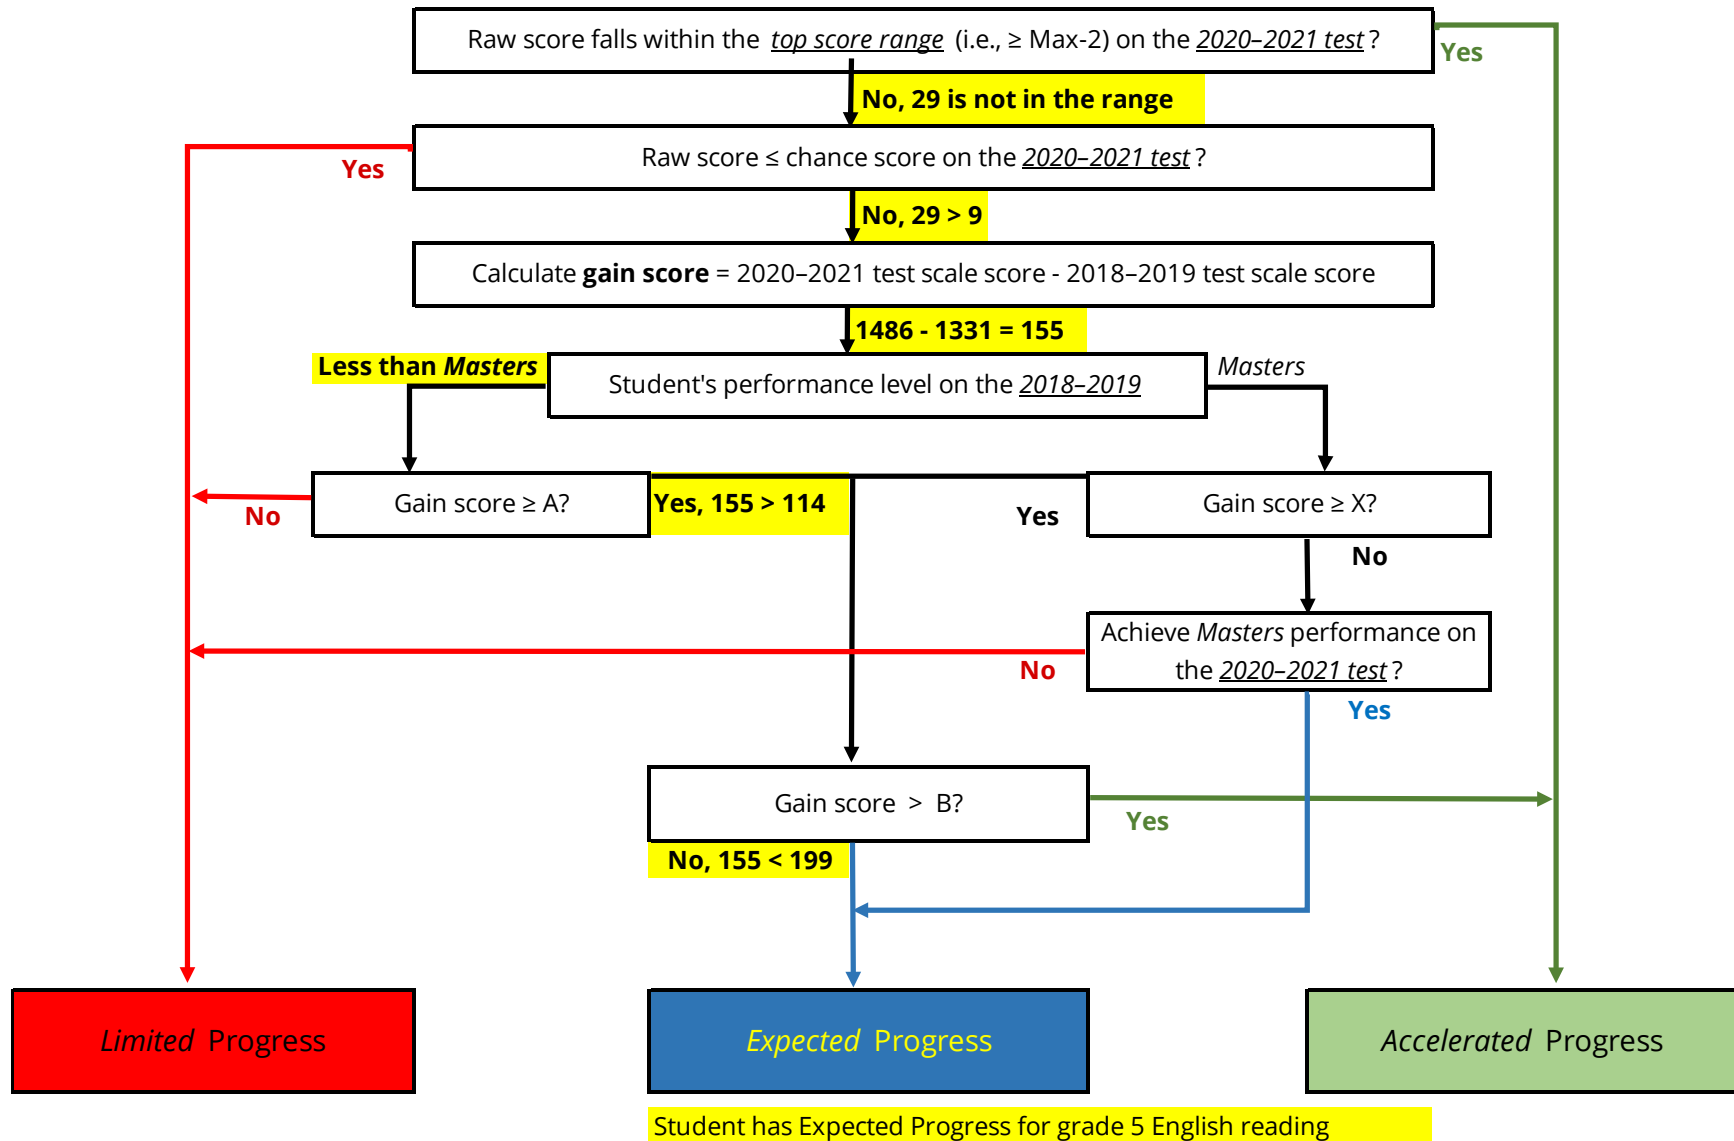 Raw score falls within the top score range (i.e., ≥ Max-2) on the 2020–2021 test ?
Yes
No, 29 is not in the range
Raw score ≤ chance score on the 2020–2021 test ?
Yes
No, 29 > 9
Calculate gain score = 2020–2021 test scale score - 2018–2019 test scale score
1486 - 1331 = 155
Less than Masters
Student's performance level on the 2018–2019
Masters
Gain score ≥ A?
Yes, 155 > 114
Gain score ≥ X?
No
Yes
No
Achieve Masters performance on
the 2020–2021 test ?
No
Yes
Gain score > B?
Yes
No, 155 < 199
Limited Progress
Expected Progress
Accelerated Progress
Student has Expected Progress for grade 5 English reading